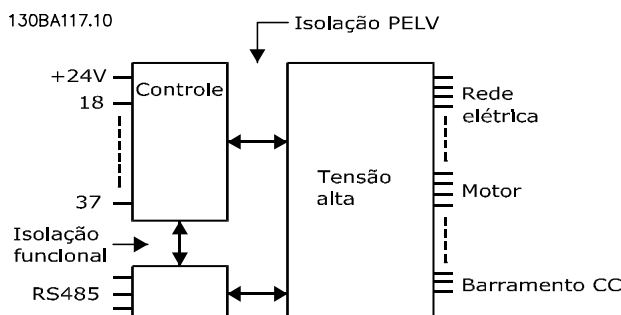 130BA117.10
Isolação PELV
+24V
Controle
18
37
Tensão
alta
Rede
elétrica
Motor
Isolação
funcional
RS485
Barramento CC